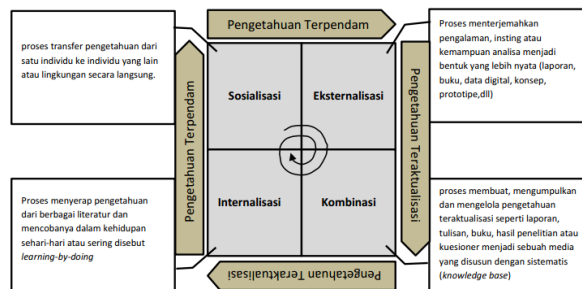 Pengetahuan Terpendam
proses transfer pengetahuan dari
satu individu ke individu yang lain
atau lingkungan secara langsung.
Proses menterjemahkan
pengalaman, insting atau
kemampuan analisa menjadi
bentuk yang lebih nyata (laporan,
buku, data digital, konsep,
prototipe,dll)
Pengetahuan Terpendam
Sosialisasi
Eksternalisasi
Pengetahuan Teraktualisasi
Internalisasi
Kombinasi
Proses menyerap pengetahuan
dari berbagai literatur dan
mencobanya dalam kehidupan
sehari-hari atau sering disebut
learning-by-doing
proses membuat, mengumpulkan
dan mengelola pengetahuan
teraktualisasi seperti laporan,
tulisan, buku, hasil penelitian atau
kuesioner menjadi sebuah media
yang disusun dengan sistematis
(knowledge base)
Pengetahuan Teraktualisasi